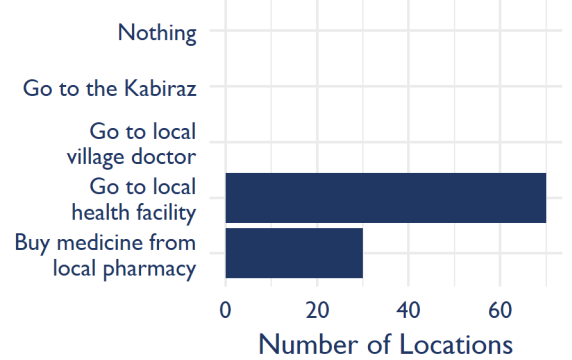 Nothing
Go to the Kabiraz
Go to local
village doctor
Go to local
health facility
Buy medicine from
local pharmacy
0 20 40 60
Number of Locations